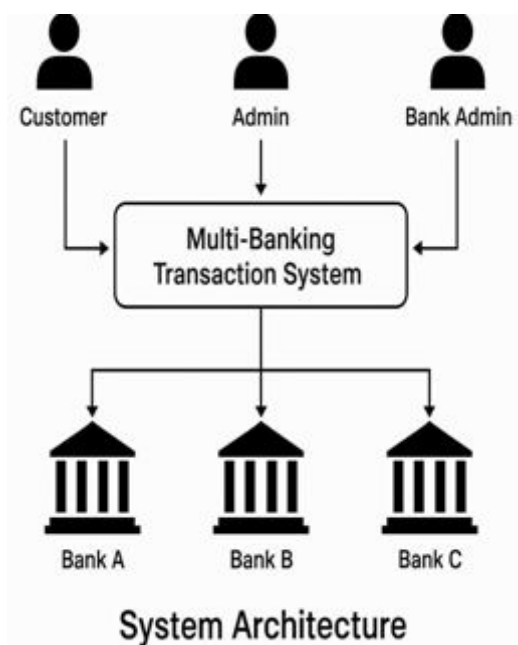 Customer
Admin
Bank Admin
Multi-Banking
Transaction System
Bank A
Bank B
Bank C
System Architecture